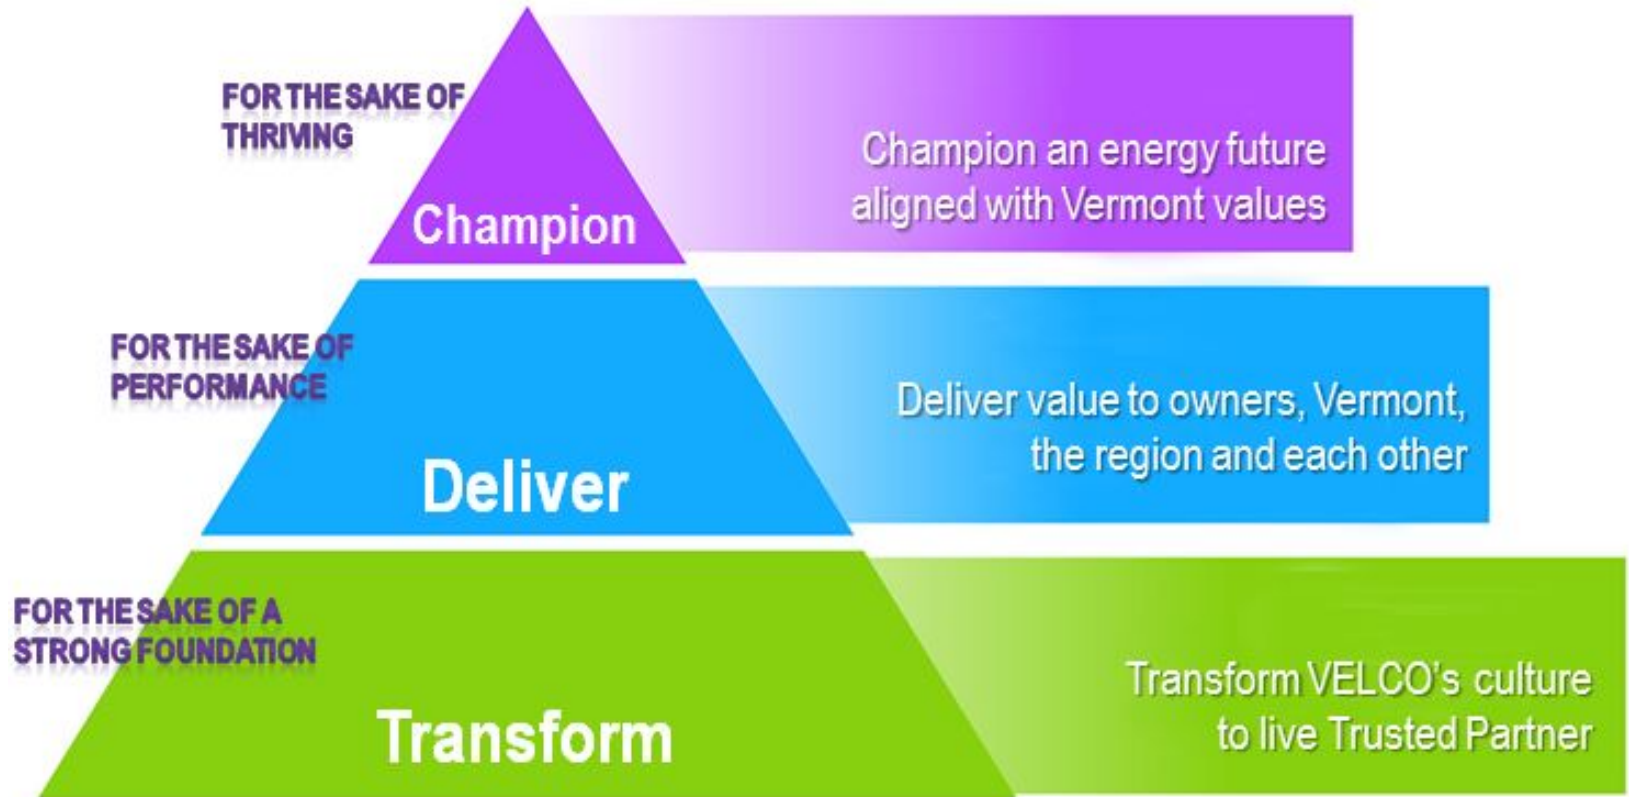 FOR THE SAKE OF
THRIVING
Champion
Champion an energy future
aligned with Vermont values
FOR THE SAKE OF
PERFORMANCE
Deliver
Deliver value to owners, Vermont,
the region and each other
FOR THE SAKE OF A
STRONG FOUNDATION
Transform
Transform VELCO's culture
to live Trusted Partner